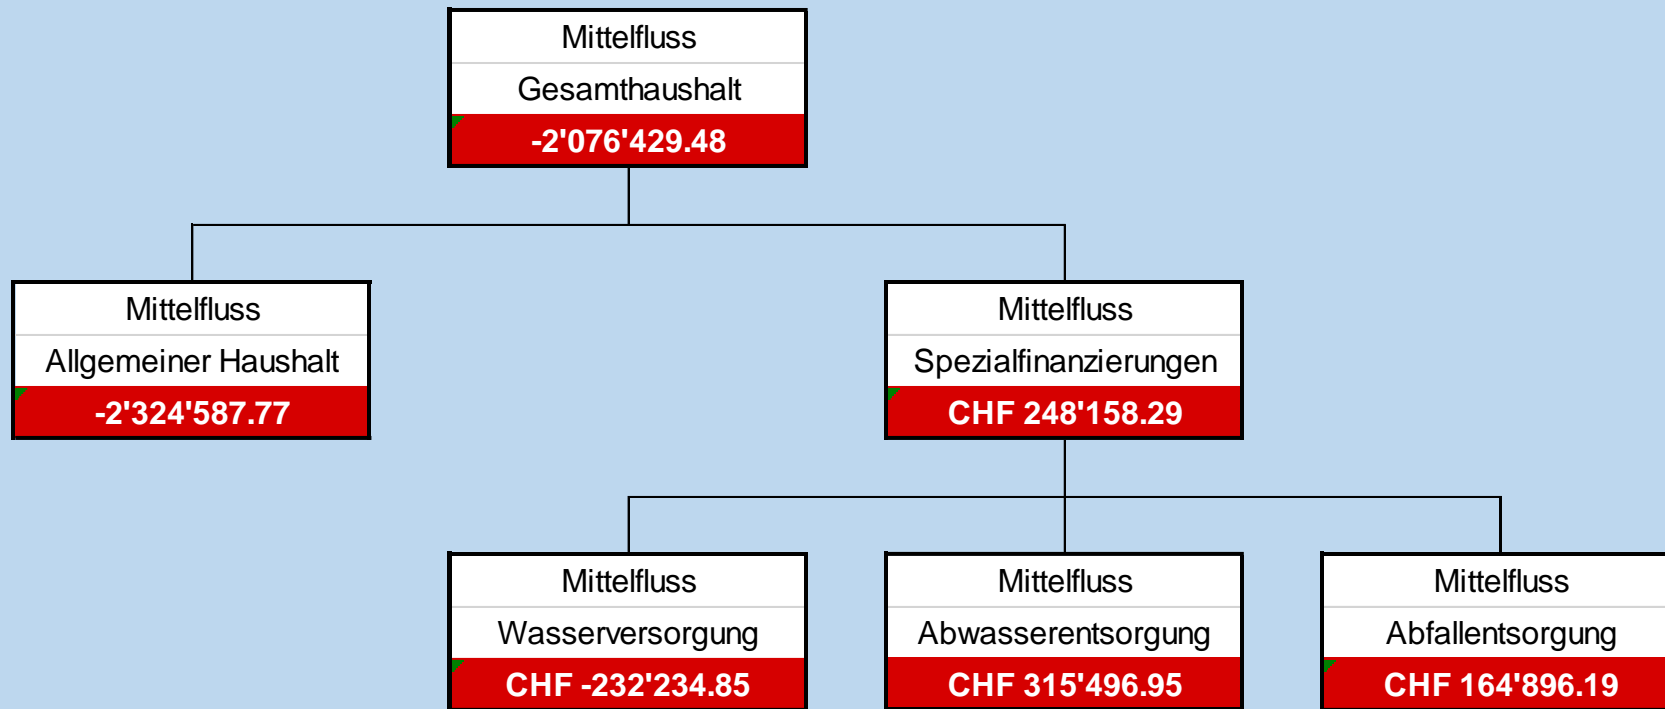 Mittelfluss
Gesamthaushalt
-2'076'429.48
Mittelfluss
Allgemeiner Haushalt
-2'324'587.77
Mittelfluss
Spezialfinanzierungen
CHF 248'158.29
Mittelfluss
Wasserversorgung
CHF -232'234.85
Mittelfluss
Abwasserentsorgung
CHF 315'496.95
Mittelfluss
Abfallentsorgung
CHF 164'896.19